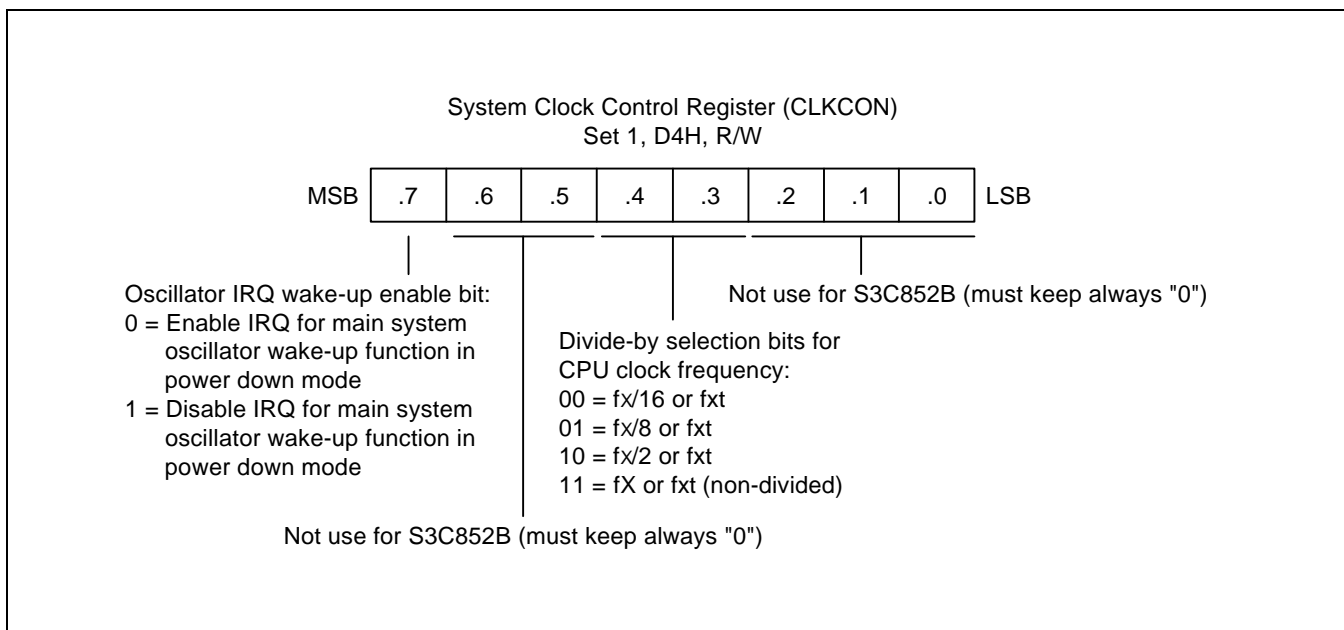 System Clock Control Register (CLKCON)
Set 1, D4H, R/W
MSB .7 .6 .5 .4 .3 .2 .1 .0 LSB
Oscillator IRQ wake-up enable bit:
0 = Enable IRQ for main system
oscillator wake-up function in
power down mode
1 = Disable IRQ for main system
oscillator wake-up function in
power down mode
Not use for S3C852B (must keep always "0")
Divide-by selection bits for
CPU clock frequency:
00 = fx/16 or fxt
01 = fx/8 or fxt
10 = fx/2 or fxt
11 = fX or fxt (non-divided)
Not use for S3C852B (must keep always "0")